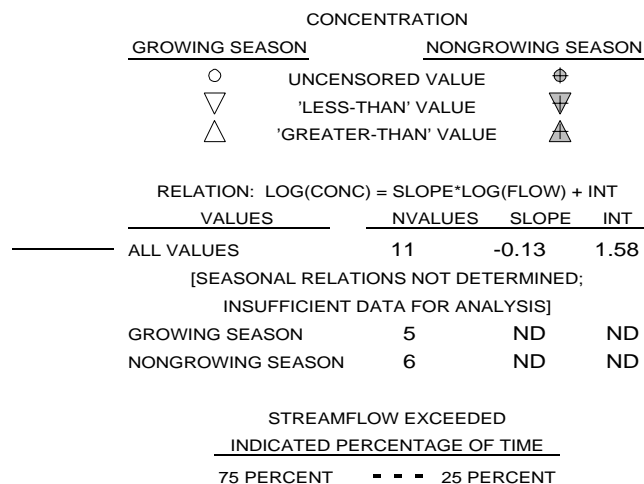 CONCENTRATION
GROWING SEASON NONGROWING SEASON
UNCENSORED VALUE
'LESS-THAN' VALUE
'GREATER-THAN' VALUE
RELATION: LOG(CONC) = SLOPE*LOG(FLOW) + INT
VALUES NVALUES SLOPE INT
ALL VALUES 11 -0.13 1.58
[SEASONAL RELATIONS NOT DETERMINED;
INSUFFICIENT DATA FOR ANALYSIS]
GROWING SEASON 5 ND ND
NONGROWING SEASON 6 ND ND
STREAMFLOW EXCEEDED
INDICATED PERCENTAGE OF TIME
75 PERCENT 25 PERCENT